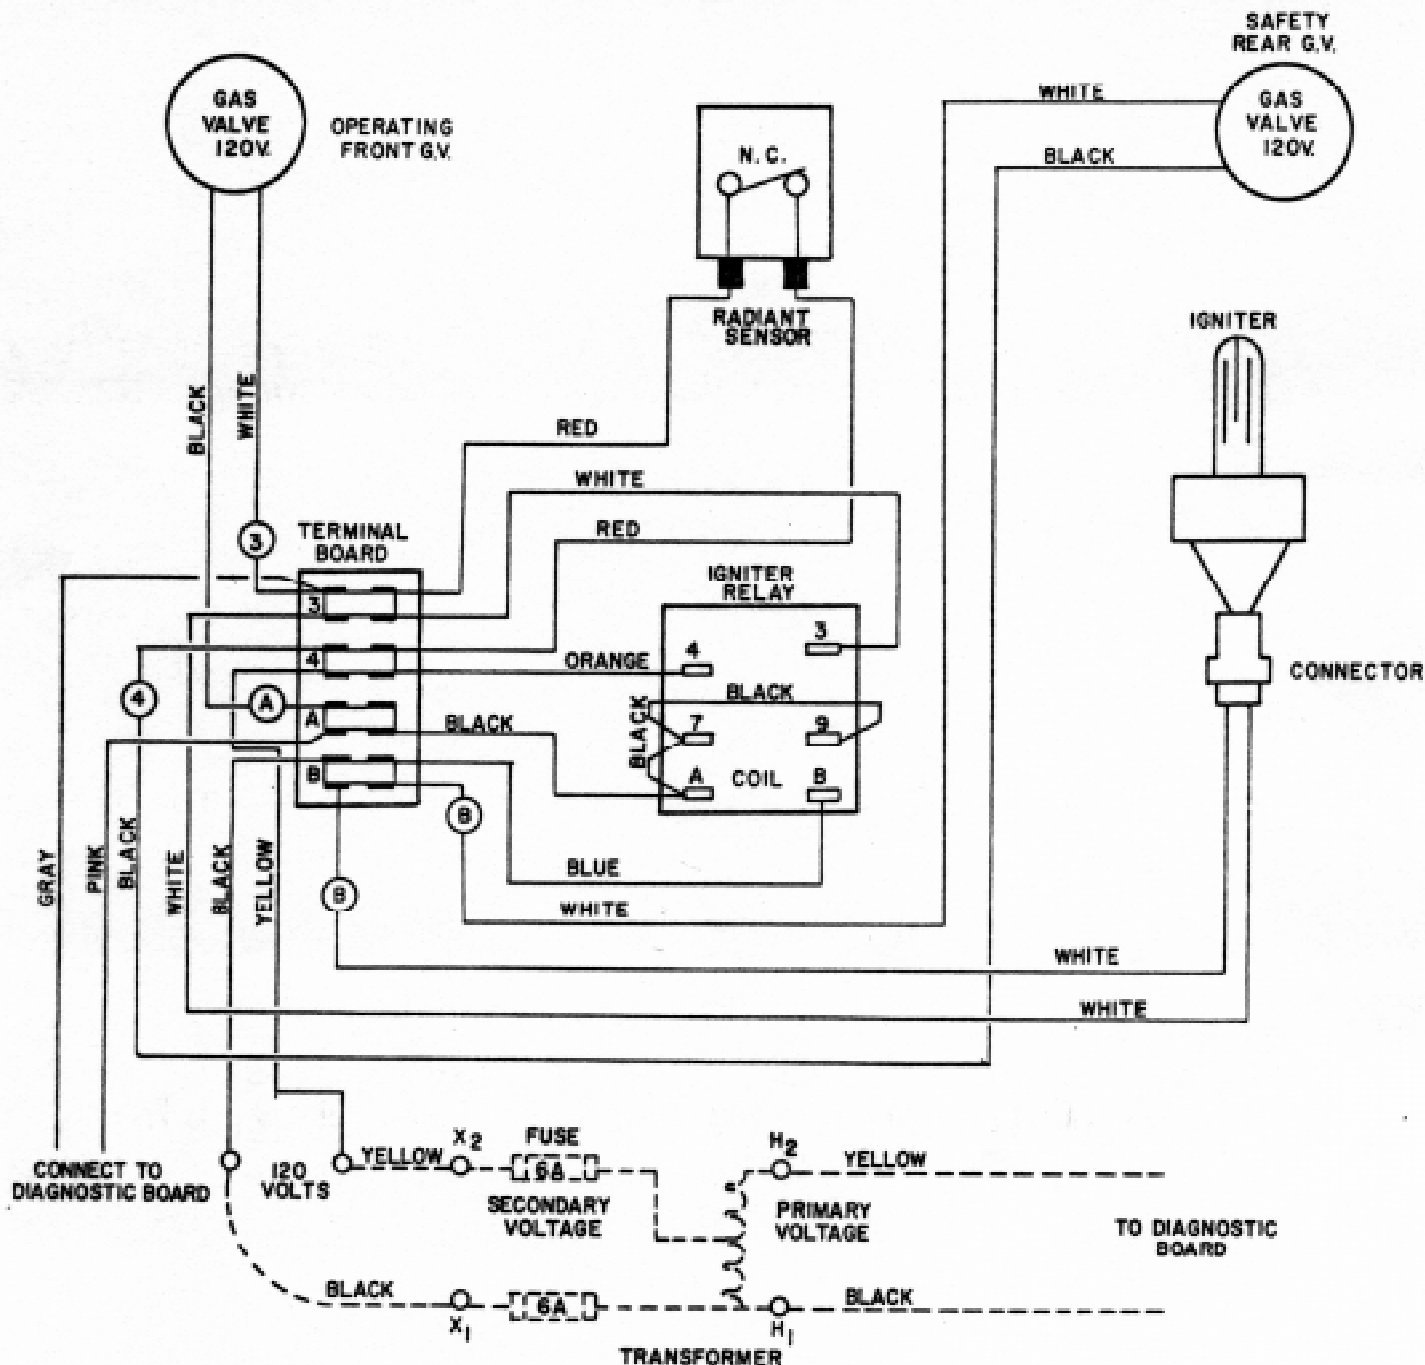 SAFETY
REAR G.V.
GAS
VALVE
120V.
OPERATING
FRONT G.V.
GAS
VALVE
120V.
WHITE
BLACK
N.C.
RADIANT
SENSOR
IGNITER
BLACK
WHITE
RED
WHITE
RED
3
TERMINAL
BOARD
IGNITER
RELAY
3
4
A
B
4
3
ORANGE
CONNECTOR
4
A
BLACK
BLACK
BLACK
7
9
A
COIL
B
B
B
BLUE
WHITE
GRAY
PINK
BLACK
WHITE
BLACK
YELLOW
WHITE
WHITE
CONNECT TO
DIAGNOSTIC BOARD
120
VOLTS
YELLOW
X2
FUSE
6A
SECONDARY
VOLTAGE
H2
YELLOW
PRIMARY
VOLTAGE
TO DIAGNOSTIC
BOARD
BLACK
X1
6A
H1
BLACK
TRANSFORMER